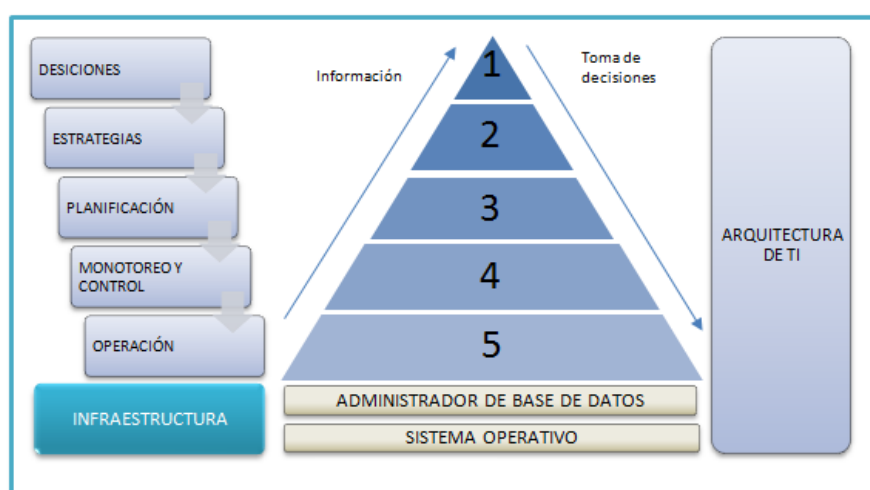 DESICIONES
ESTRATEGIAS
PLANIFICACIÓN
MONOTOREO Y
CONTROL
OPERACIÓN
INFRAESTRUCTURA
Información
Toma de
decisiones
1
2
3
4
5
ADMINISTRADOR DE BASE DE DATOS
SISTEMA OPERATIVO
ARQUITECTURA
DE TI